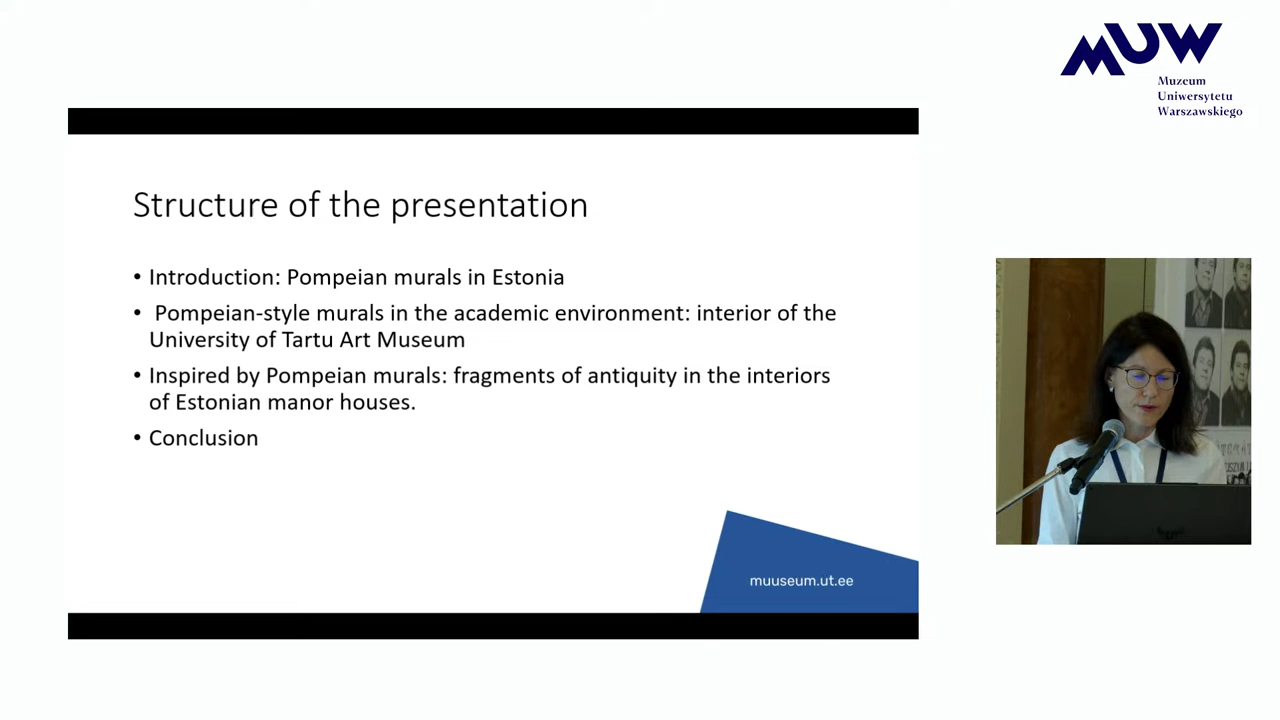 MUW
Muzeum
Uniwersytetu
Warszawskiego
Structure of the presentation
• Introduction: Pompeian murals in Estonia
• Pompeian-style murals in the academic environment: interior of the
University of Tartu Art Museum
• Inspired by Pompeian murals: fragments of antiquity in the interiors
of Estonian manor houses.
• Conclusion
muuseum.ut.ee